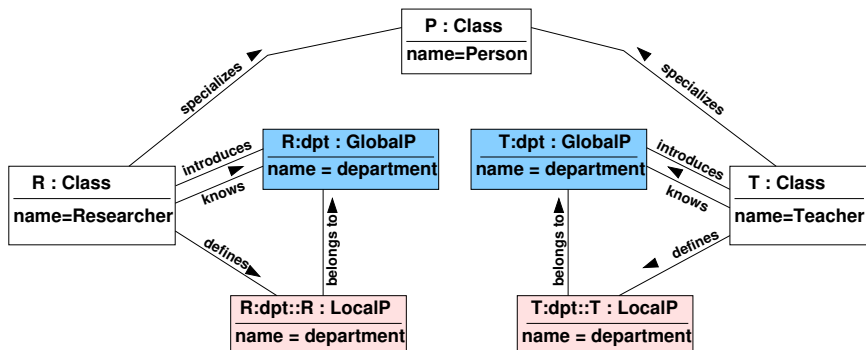 P : Class
name=Person
specializes
specializes
R:dpt : GlobalP
name = department
T:dpt : GlobalP
name = department
introduces
knows
introduces
knows
R : Class
name=Researcher
T : Class
name=Teacher
defines
belongs to
belongs to
defines
R:dpt::R : LocalP
name = department
T:dpt::T : LocalP
name = department